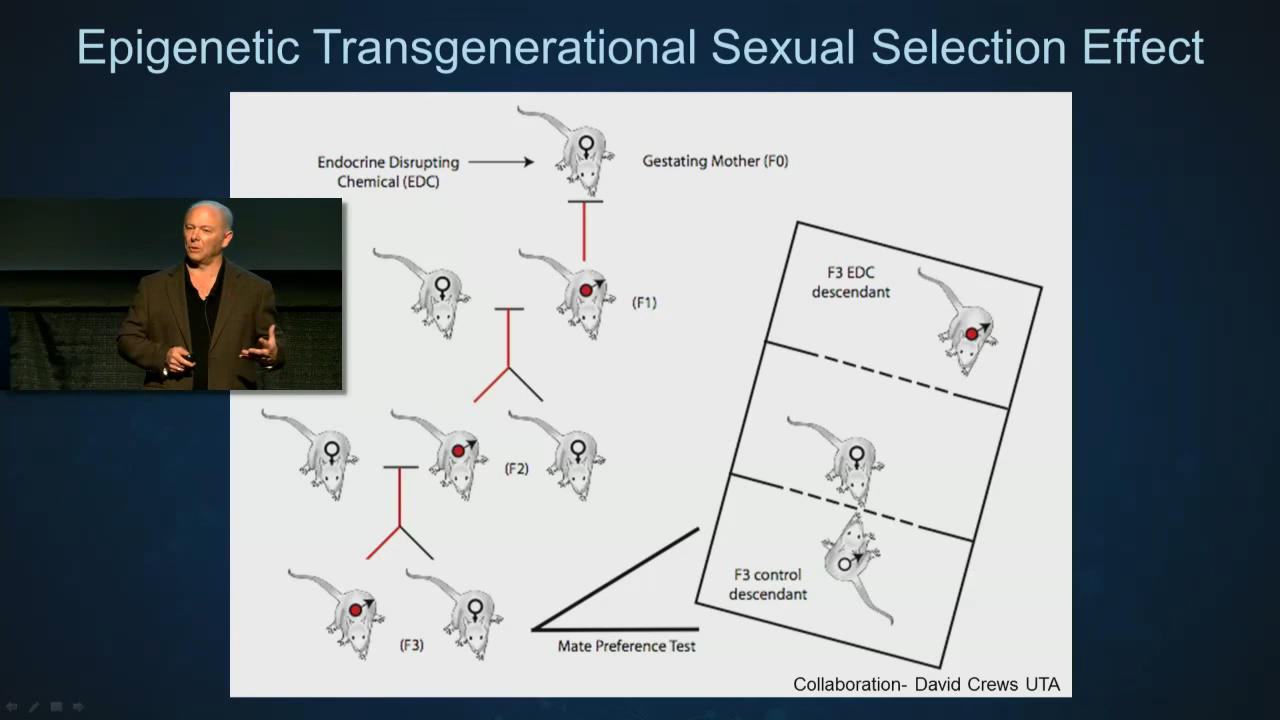 Epigenetic Transgenerational Sexual Selection Effect
Endocrine Disrupting
Chemical (EDC)
Gestating Mother (F0)
(F1)
(F2)
(F3)
Mate Preference Test
F3 EDC
descendant
F3 control
descendant
Collaboration- David Crews UTA